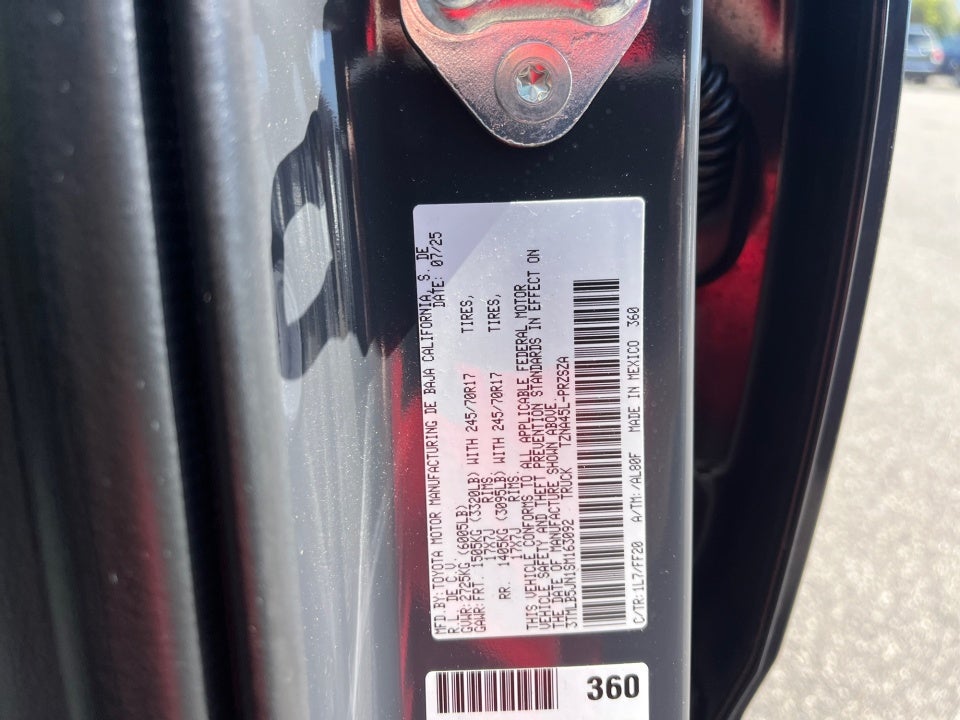 MFD.BY:TOYOTA MOTOR MANUFACTURING DE BAJA CALIFORNIA, S. DE
R.L. DE C.V. DATE: 07/25
GVWR:2725KG (6005LB)
GAWR:FRT. 1505KG (3320LB) WITH 245/70R17 TIRES,
17X7J RIMS,
RR. 1405KG (3095LB) WITH 245/70R17 TIRES,
17X7J RIMS.
THIS VEHICLE CONFORMS TO ALL APPLICABLE FEDERAL MOTOR
VEHICLE SAFETY AND THEFT PREVENTION STANDARDS IN EFFECT ON
THE DATE OF MANUFACTURE SHOWN ABOVE.
3TMLB5JN1SM163092 TRUCK TZNA45L-PRZSZA
C/TR:1L7/FF20 A/TM:/AL80F MADE IN MEXICO 360
360